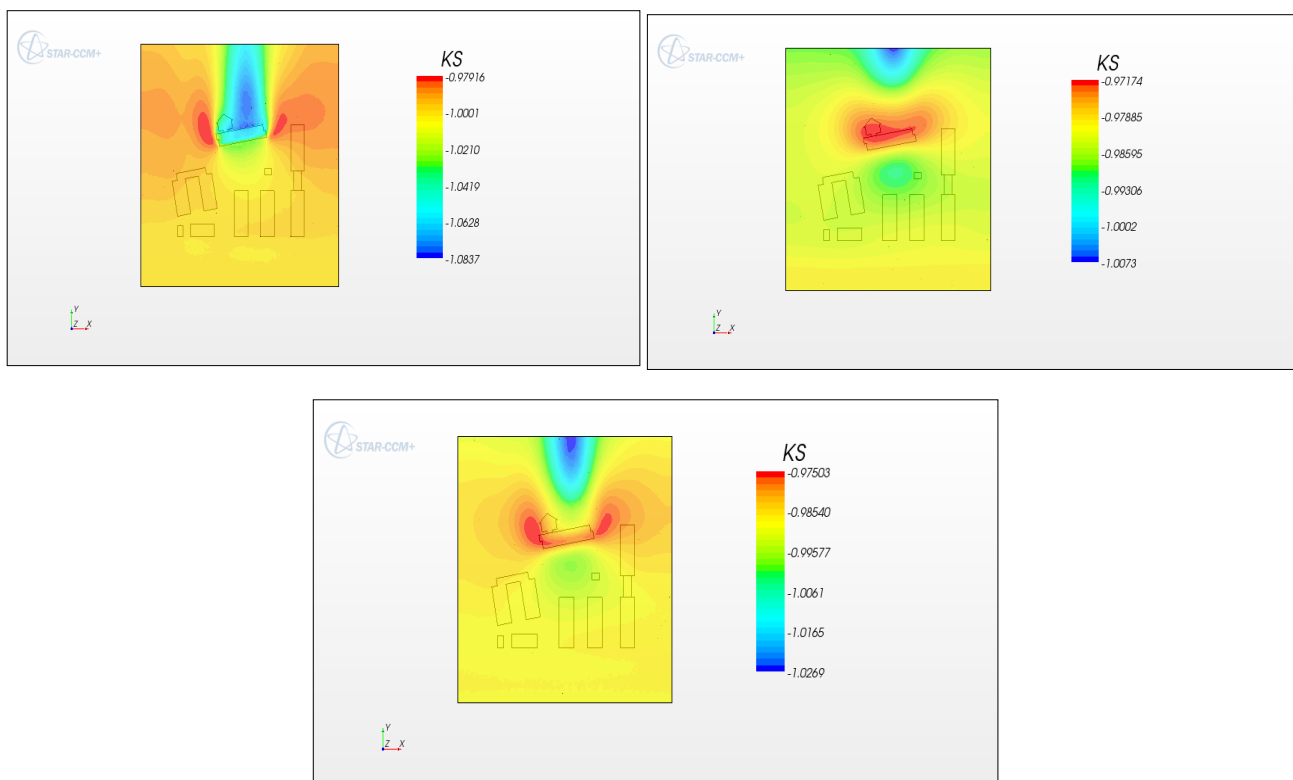 STAR-CCM+
KS
-0.97916
-1.0001
-1.0210
-1.0419
-1.0628
-1.0837
Y
Z X
STAR-CCM+
KS
-0.97174
-0.97885
-0.98595
-0.99306
-1.0002
-1.0073
Y
Z X
STAR-CCM+
KS
-0.97503
-0.98540
-0.99577
-1.0061
-1.0165
-1.0269
Y
Z X